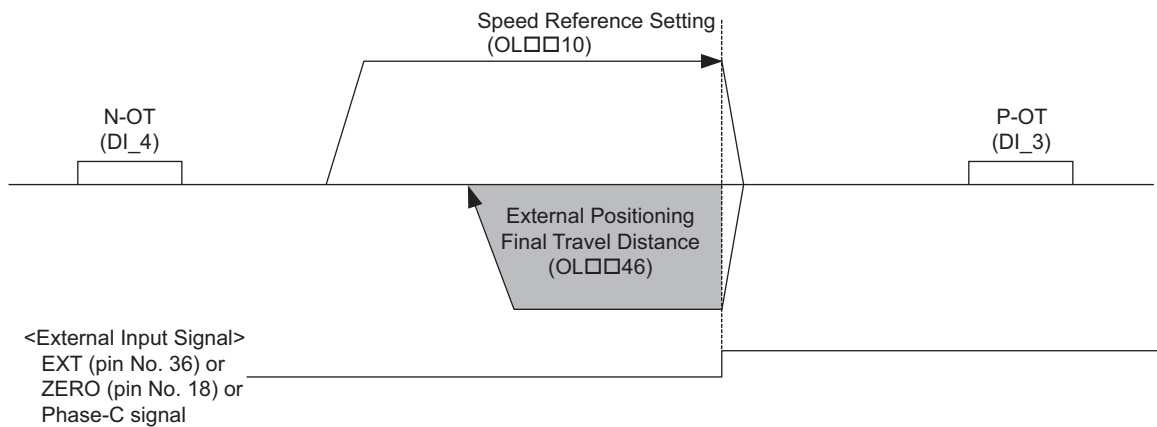 Speed Reference Setting
(OL□□10)
N-OT
(DI_4)
P-OT
(DI_3)
External Positioning
Final Travel Distance
(OL□□46)
<External Input Signal>
EXT (pin No. 36) or
ZERO (pin No. 18) or
Phase-C signal